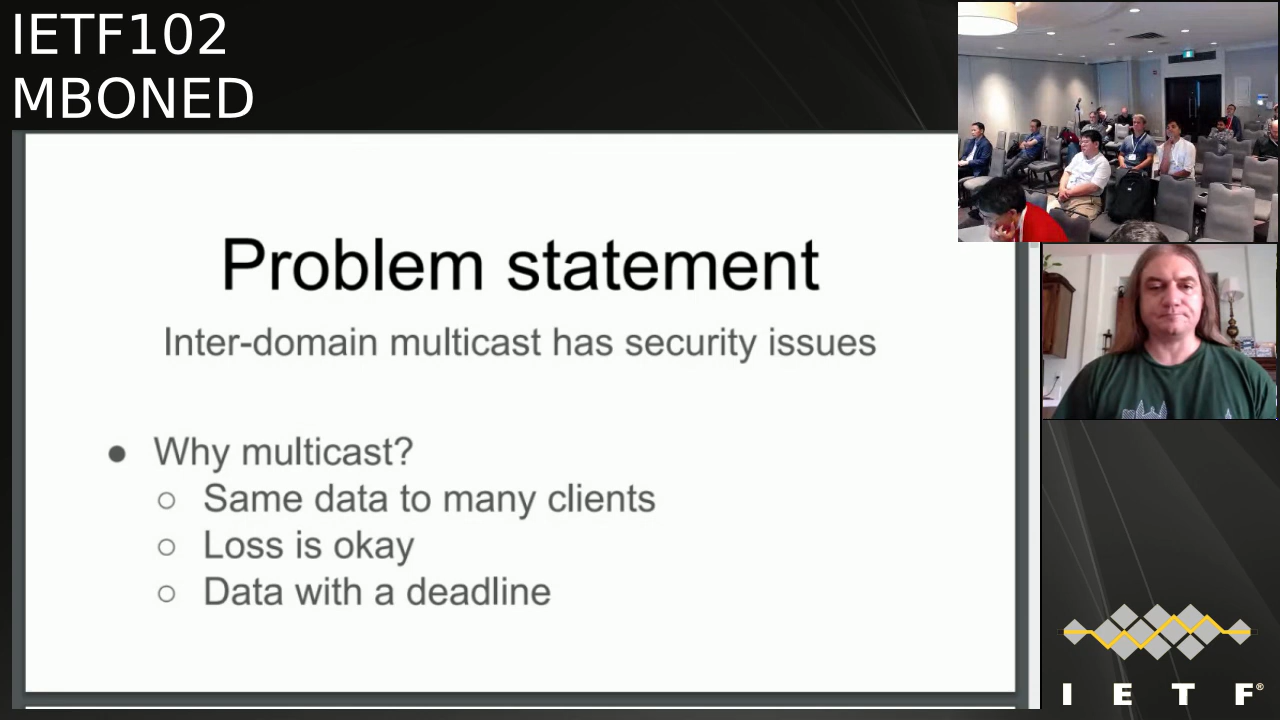 IETF102
MBONED
Problem statement
Inter-domain multicast has security issues
● Why multicast?
○ Same data to many clients
○ Loss is okay
○ Data with a deadline
I E T F®